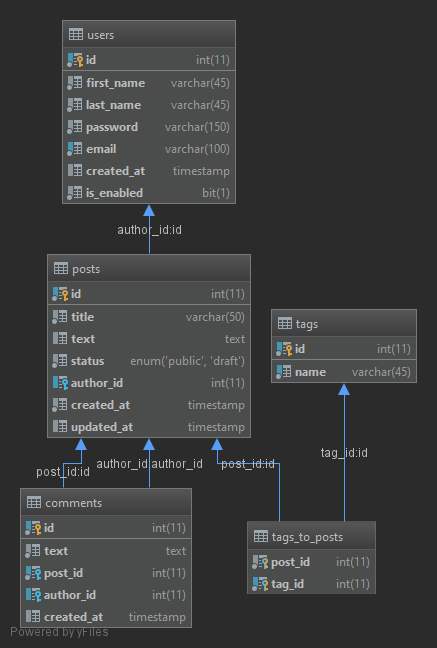 users
id int(11)
first_name varchar(45)
last_name varchar(45)
password varchar(150)
email varchar(100)
created_at timestamp
is_enabled bit(1)
author_id:id
posts
id int(11)
title varchar(50)
text text
status enum('public', 'draft')
author_id int(11)
created_at timestamp
updated_at timestamp
tags
id int(11)
name varchar(45)
tag_id:id
post_id:id
author_id:author_id
post_id:id
comments
id int(11)
text text
post_id int(11)
author_id int(11)
created_at timestamp
tags_to_posts
post_id int(11)
tag_id int(11)
Powered by yFiles